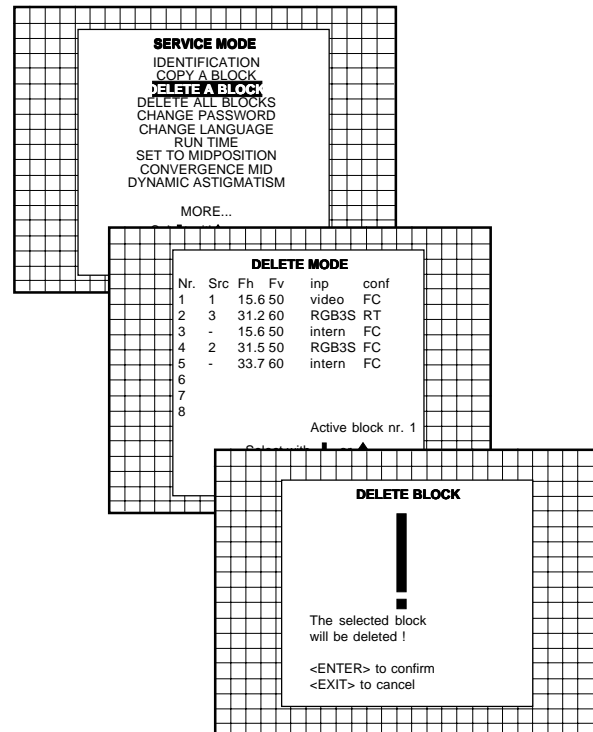 SERVICE MODE
IDENTIFICATION
COPY A BLOCK
DELETE A BLOCK
DELETE ALL BLOCKS
CHANGE PASSWORD
CHANGE LANGUAGE
RUN TIME
SET TO MIDPOSITION
CONVERGENCE MID
DYNAMIC ASTIGMATISM
MORE...
DELETE MODE
Nr. Src Fh Fv inp conf
1 1 15.6 50 video FC
2 3 31.2 60 RGB3S RT
3 - 15.6 50 intern FC
4 2 31.5 50 RGB3S FC
5 - 33.7 60 intern FC
6
7
8
Active block nr. 1
Select with or
DELETE BLOCK
!
The selected block
will be deleted !
<ENTER> to confirm
<EXIT> to cancel